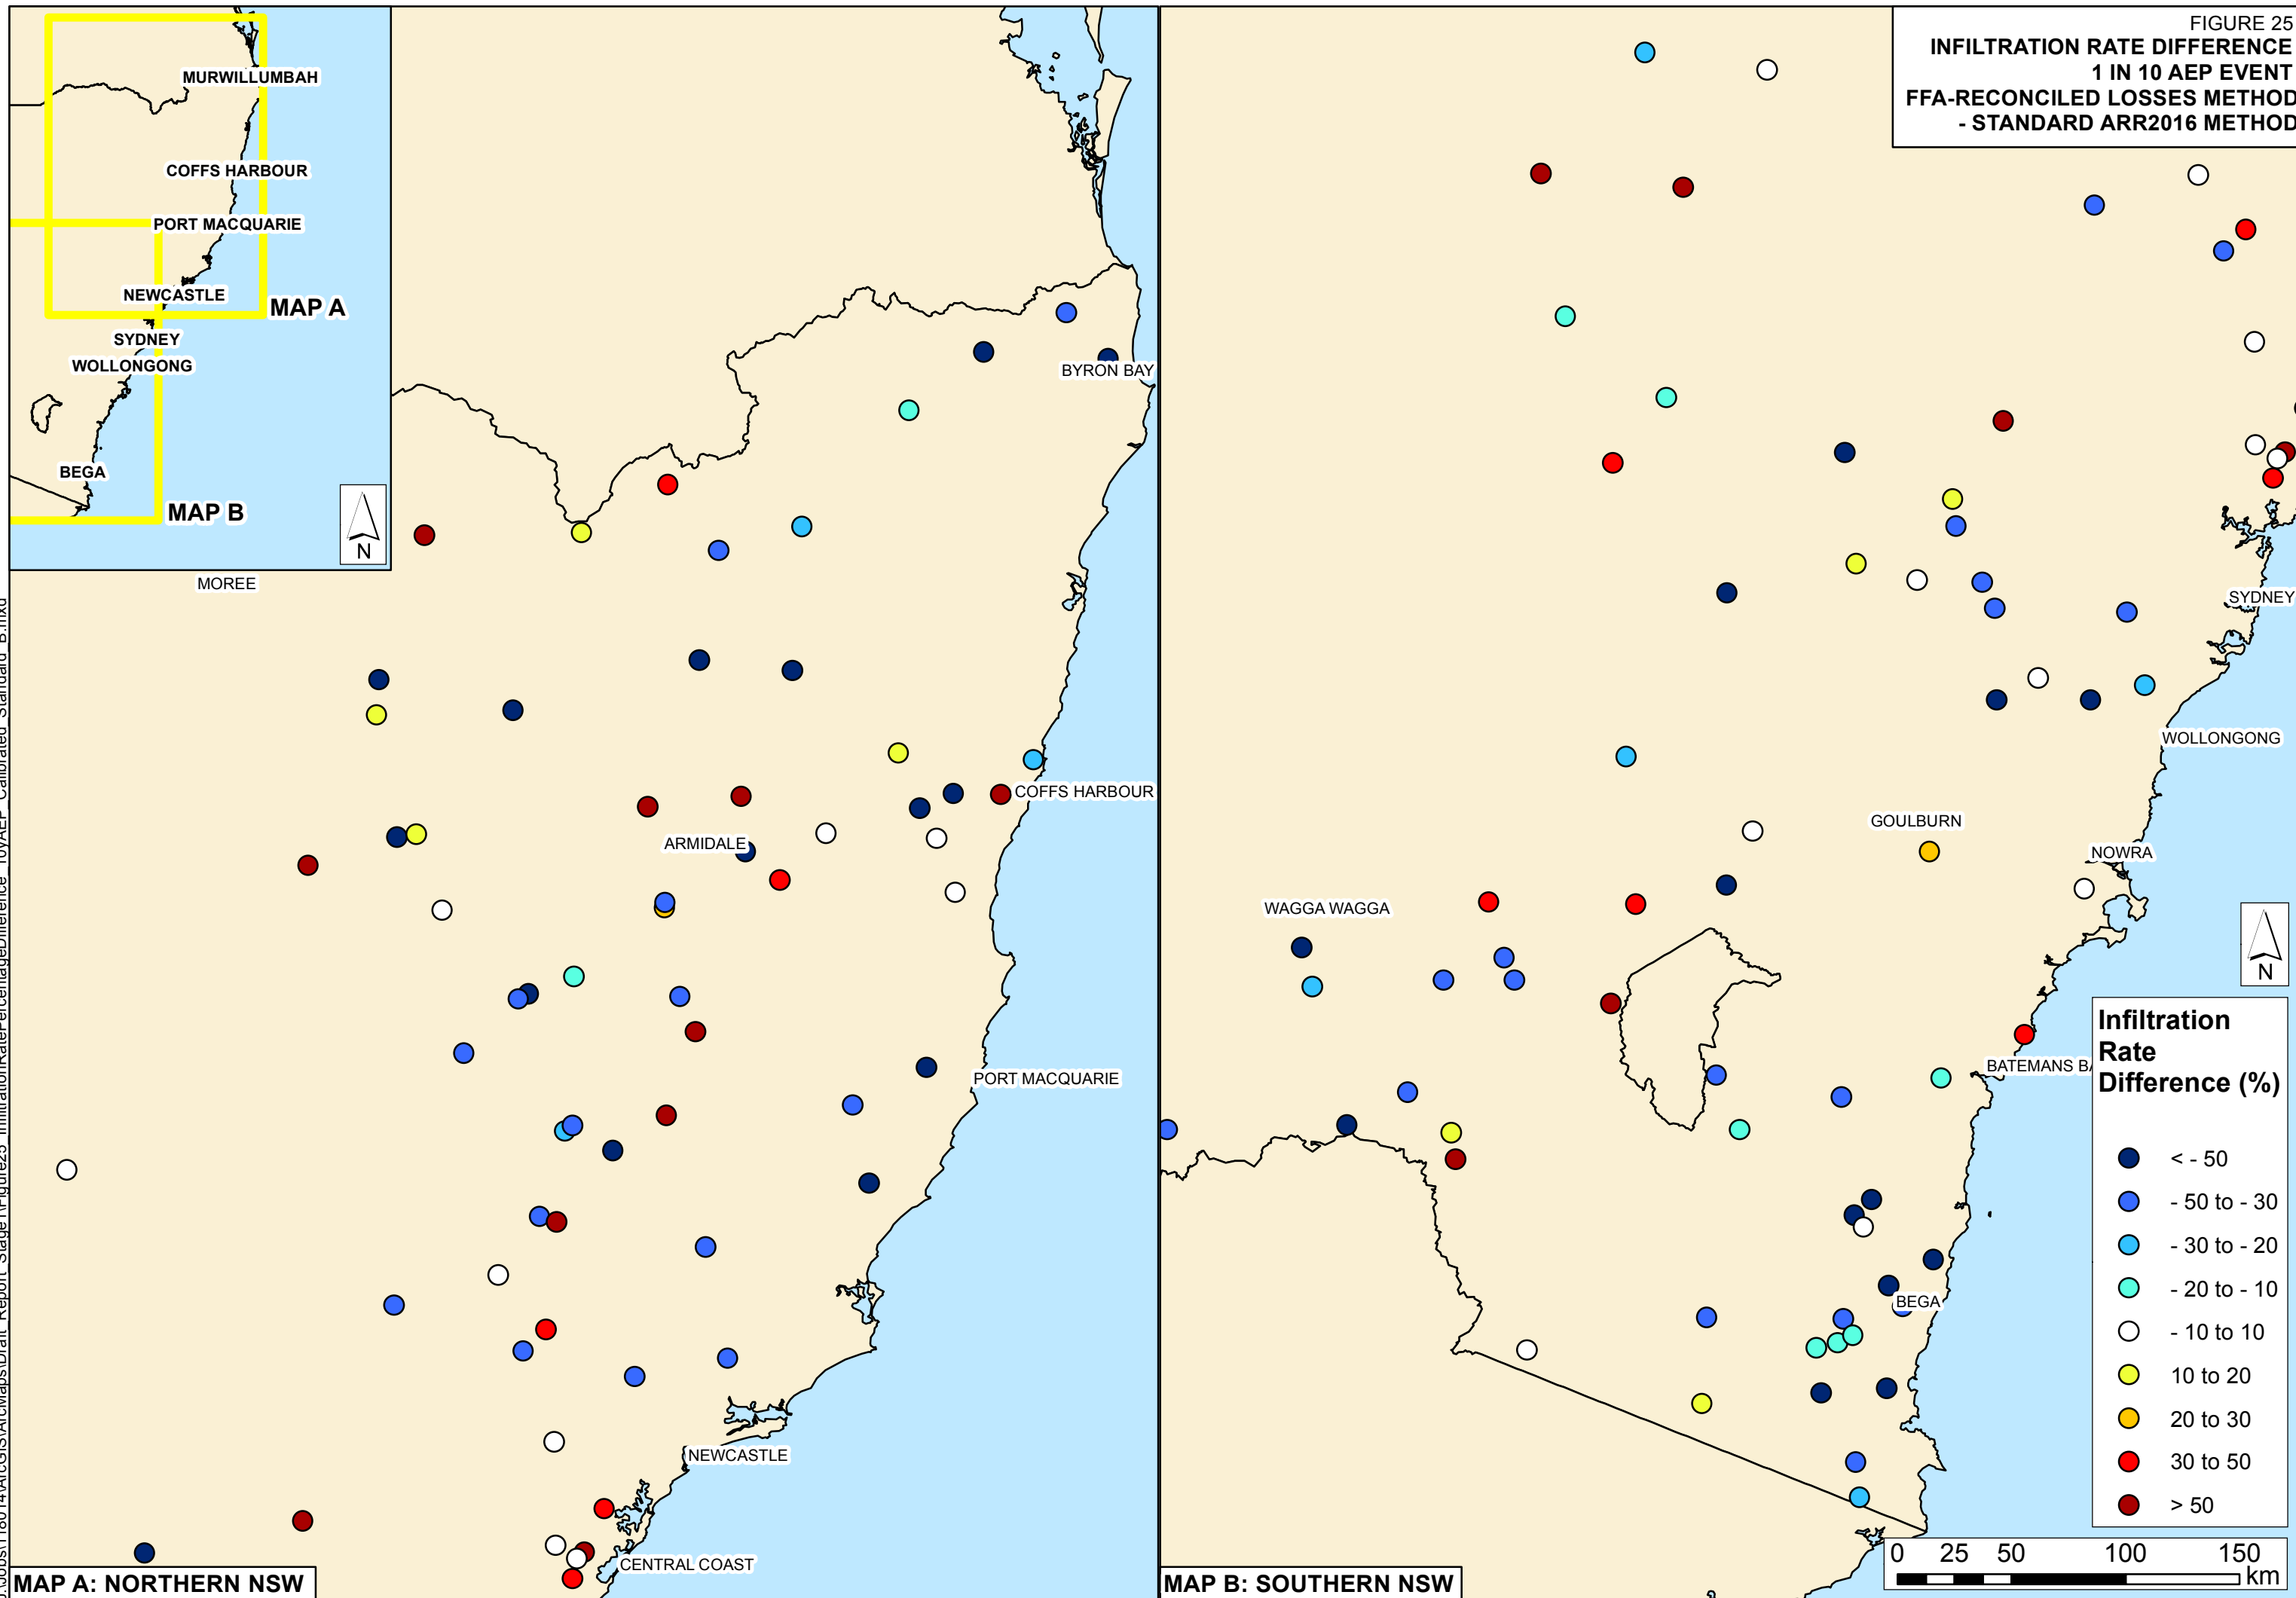 FIGURE 25
INFILTRATION RATE DIFFERENCE
1 IN 10 AEP EVENT
FFA-RECONCILED LOSSES METHOD
- STANDARD ARR2016 METHOD
MURWILLUMBAH
COFFS HARBOUR
PORT MACQUARIE
NEWCASTLE
MAP A
SYDNEY
WOLLONGONG
BEGA
MAP B
N
MOREE
BYRON BAY
COFFS HARBOUR
ARMIDALE
PORT MACQUARIE
NEWCASTLE
CENTRAL COAST
MAP A: NORTHERN NSW
SYDNEY
WOLLONGONG
GOULBURN
NOWRA
WAGGA WAGGA
N
BATEMANS BA
BEGA
Infiltration
Rate
Difference (%)
< - 50
- 50 to - 30
- 30 to - 20
- 20 to - 10
- 10 to 10
10 to 20
20 to 30
30 to 50
> 50
0 25 50 100 150
km
MAP B: SOUTHERN NSW